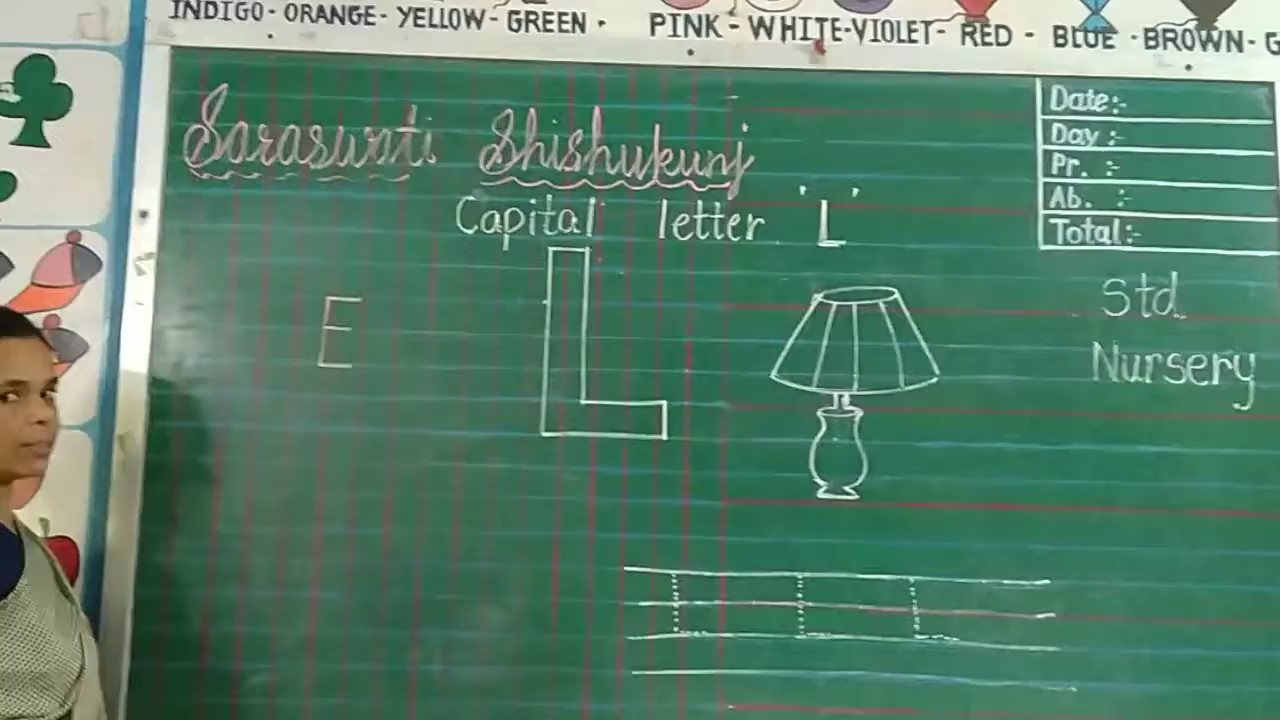 INDIGO - ORANGE - YELLOW - GREEN - PINK - WHITE - VIOLET - RED - BLUE - BROWN - G
Saraswati Shishukunj
Capital letter 'L'
E
L
Date:-
Day :-
Pr. :-
Ab. :-
Total:-
Std.
Nursery
L L L